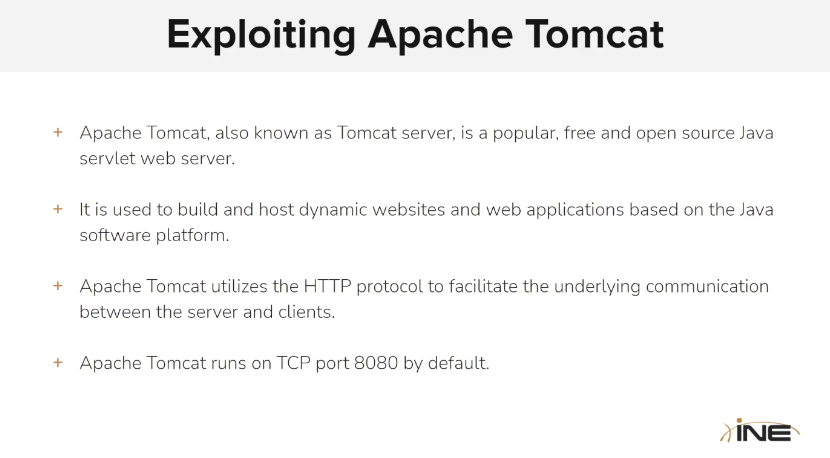 Exploiting Apache Tomcat
+ Apache Tomcat, also known as Tomcat server, is a popular, free and open source Java
servlet web server.
+ It is used to build and host dynamic websites and web applications based on the Java
software platform.
+ Apache Tomcat utilizes the HTTP protocol to facilitate the underlying communication
between the server and clients.
+ Apache Tomcat runs on TCP port 8080 by default.
iNE